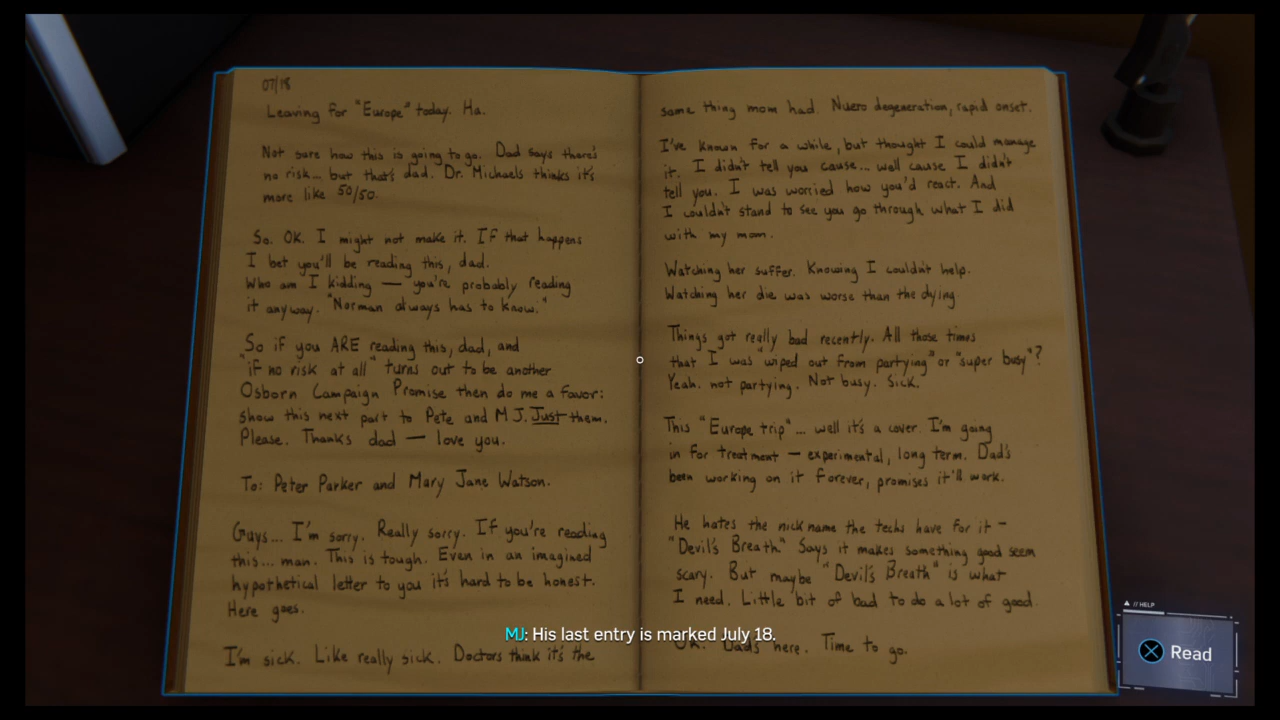 07/18
Leaving for "Europe" today. Ha.
Not sure how this is going to go. Dad says there's
no risk... but that's dad. Dr. Michaels thinks it's
more like 50/50.
So. OK. I might not make it. If that happens
I bet you'll be reading this, dad.
Who am I kidding — you're probably reading
it anyway. "Norman always has to know."
So if you ARE reading this, dad, and
"if no risk at all" turns out to be another
Osborn Campaign Promise then do me a favor:
show this next part to Pete and MJ. Just them.
Please. Thanks dad — love you.
To: Peter Parker and Mary Jane Watson.
Guys... I'm sorry. Really sorry. If you're reading
this... man. This is tough. Even in an imagined
hypothetical letter to you it's hard to be honest.
Here goes.
I'm sick. Like really sick. Doctors think it's the
same thing mom had. Nuero degeneration, rapid onset.
I've known for a while, but thought I could manage
it. I didn't tell you cause... well cause I didn't
tell you. I was worried how you'd react. And
I couldn't stand to see you go through what I did
with my mom.
Watching her suffer. Knowing I couldn't help.
Watching her die was worse than the dying
Things got really bad recently. All those times
that I was "wiped out from partying" or "super busy"?
Yeah. not partying. Not busy. Sick.
This "Europe trip"... well it's a cover. I'm going
in for treatment — experimental, long term. Dad's
been working on it forever, promises it'll work.
He hates the nickname the techs have for it –
"Devil's Breath." Says it makes something good seem
scary. But maybe "Devil's Breath" is what
I need. Little bit of bad to do a lot of good.
OK. Dad's here. Time to go.
MJ: His last entry is marked July 18.
// HELP
Read